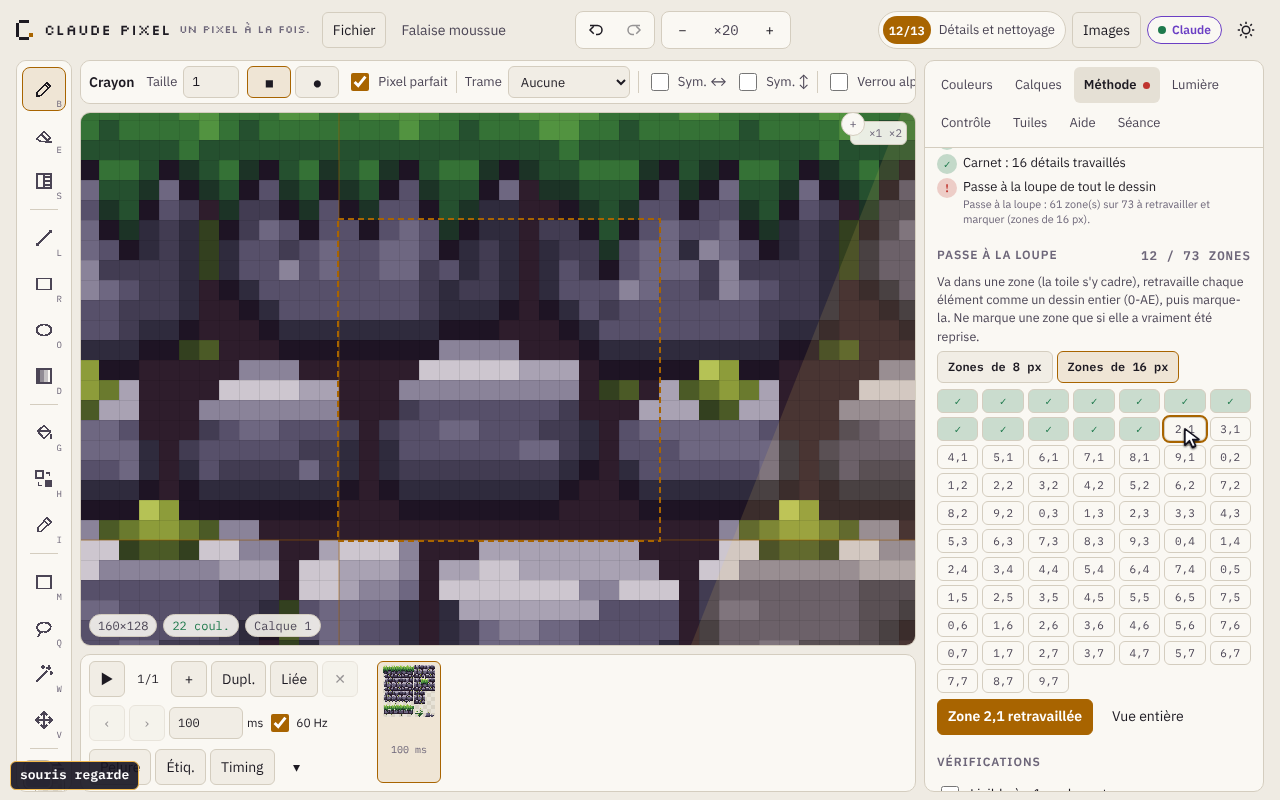 CLAUDE PIXEL UN PIXEL À LA FOIS. Fichier Falaise moussue − ×20 + 12/13 Détails et nettoyage Images Claude
Crayon Taille 1 Pixel parfait Trame Aucune Sym. ↔ Sym. ↕ Verrou alp
B
E
S
L
R
O
D
G
H
I
M
Q
W
V
+ ×1 ×2
160×128 22 coul. Calque 1
1/1 + Dupl. Liée ✕
‹ › 100 ms 60 Hz
Étiq. Timing ▼
100 ms
souris regarde
Couleurs Calques Méthode Lumière
Contrôle Tuiles Aide Séance
✓ Carnet : 16 détails travaillés
! Passe à la loupe de tout le dessin
Passe à la loupe : 61 zone(s) sur 73 à retravailler et
marquer (zones de 16 px).
PASSE À LA LOUPE 12 / 73 ZONES
Va dans une zone (la toile s'y cadre), retravaille chaque
élément comme un dessin entier (0-AE), puis marque-
la. Ne marque une zone que si elle a vraiment été
reprise.
Zones de 8 px Zones de 16 px
✓ ✓ ✓ ✓ ✓ ✓ ✓
✓ ✓ ✓ ✓ ✓ 2,1 3,1
4,1 5,1 6,1 7,1 8,1 9,1 0,2
1,2 2,2 3,2 4,2 5,2 6,2 7,2
8,2 9,2 0,3 1,3 2,3 3,3 4,3
5,3 6,3 7,3 8,3 9,3 0,4 1,4
2,4 3,4 4,4 5,4 6,4 7,4 0,5
1,5 2,5 3,5 4,5 5,5 6,5 7,5
0,6 1,6 2,6 3,6 4,6 5,6 7,6
0,7 1,7 2,7 3,7 4,7 5,7 6,7
7,7 8,7 9,7
Zone 2,1 retravaillée Vue entière
VÉRIFICATIONS